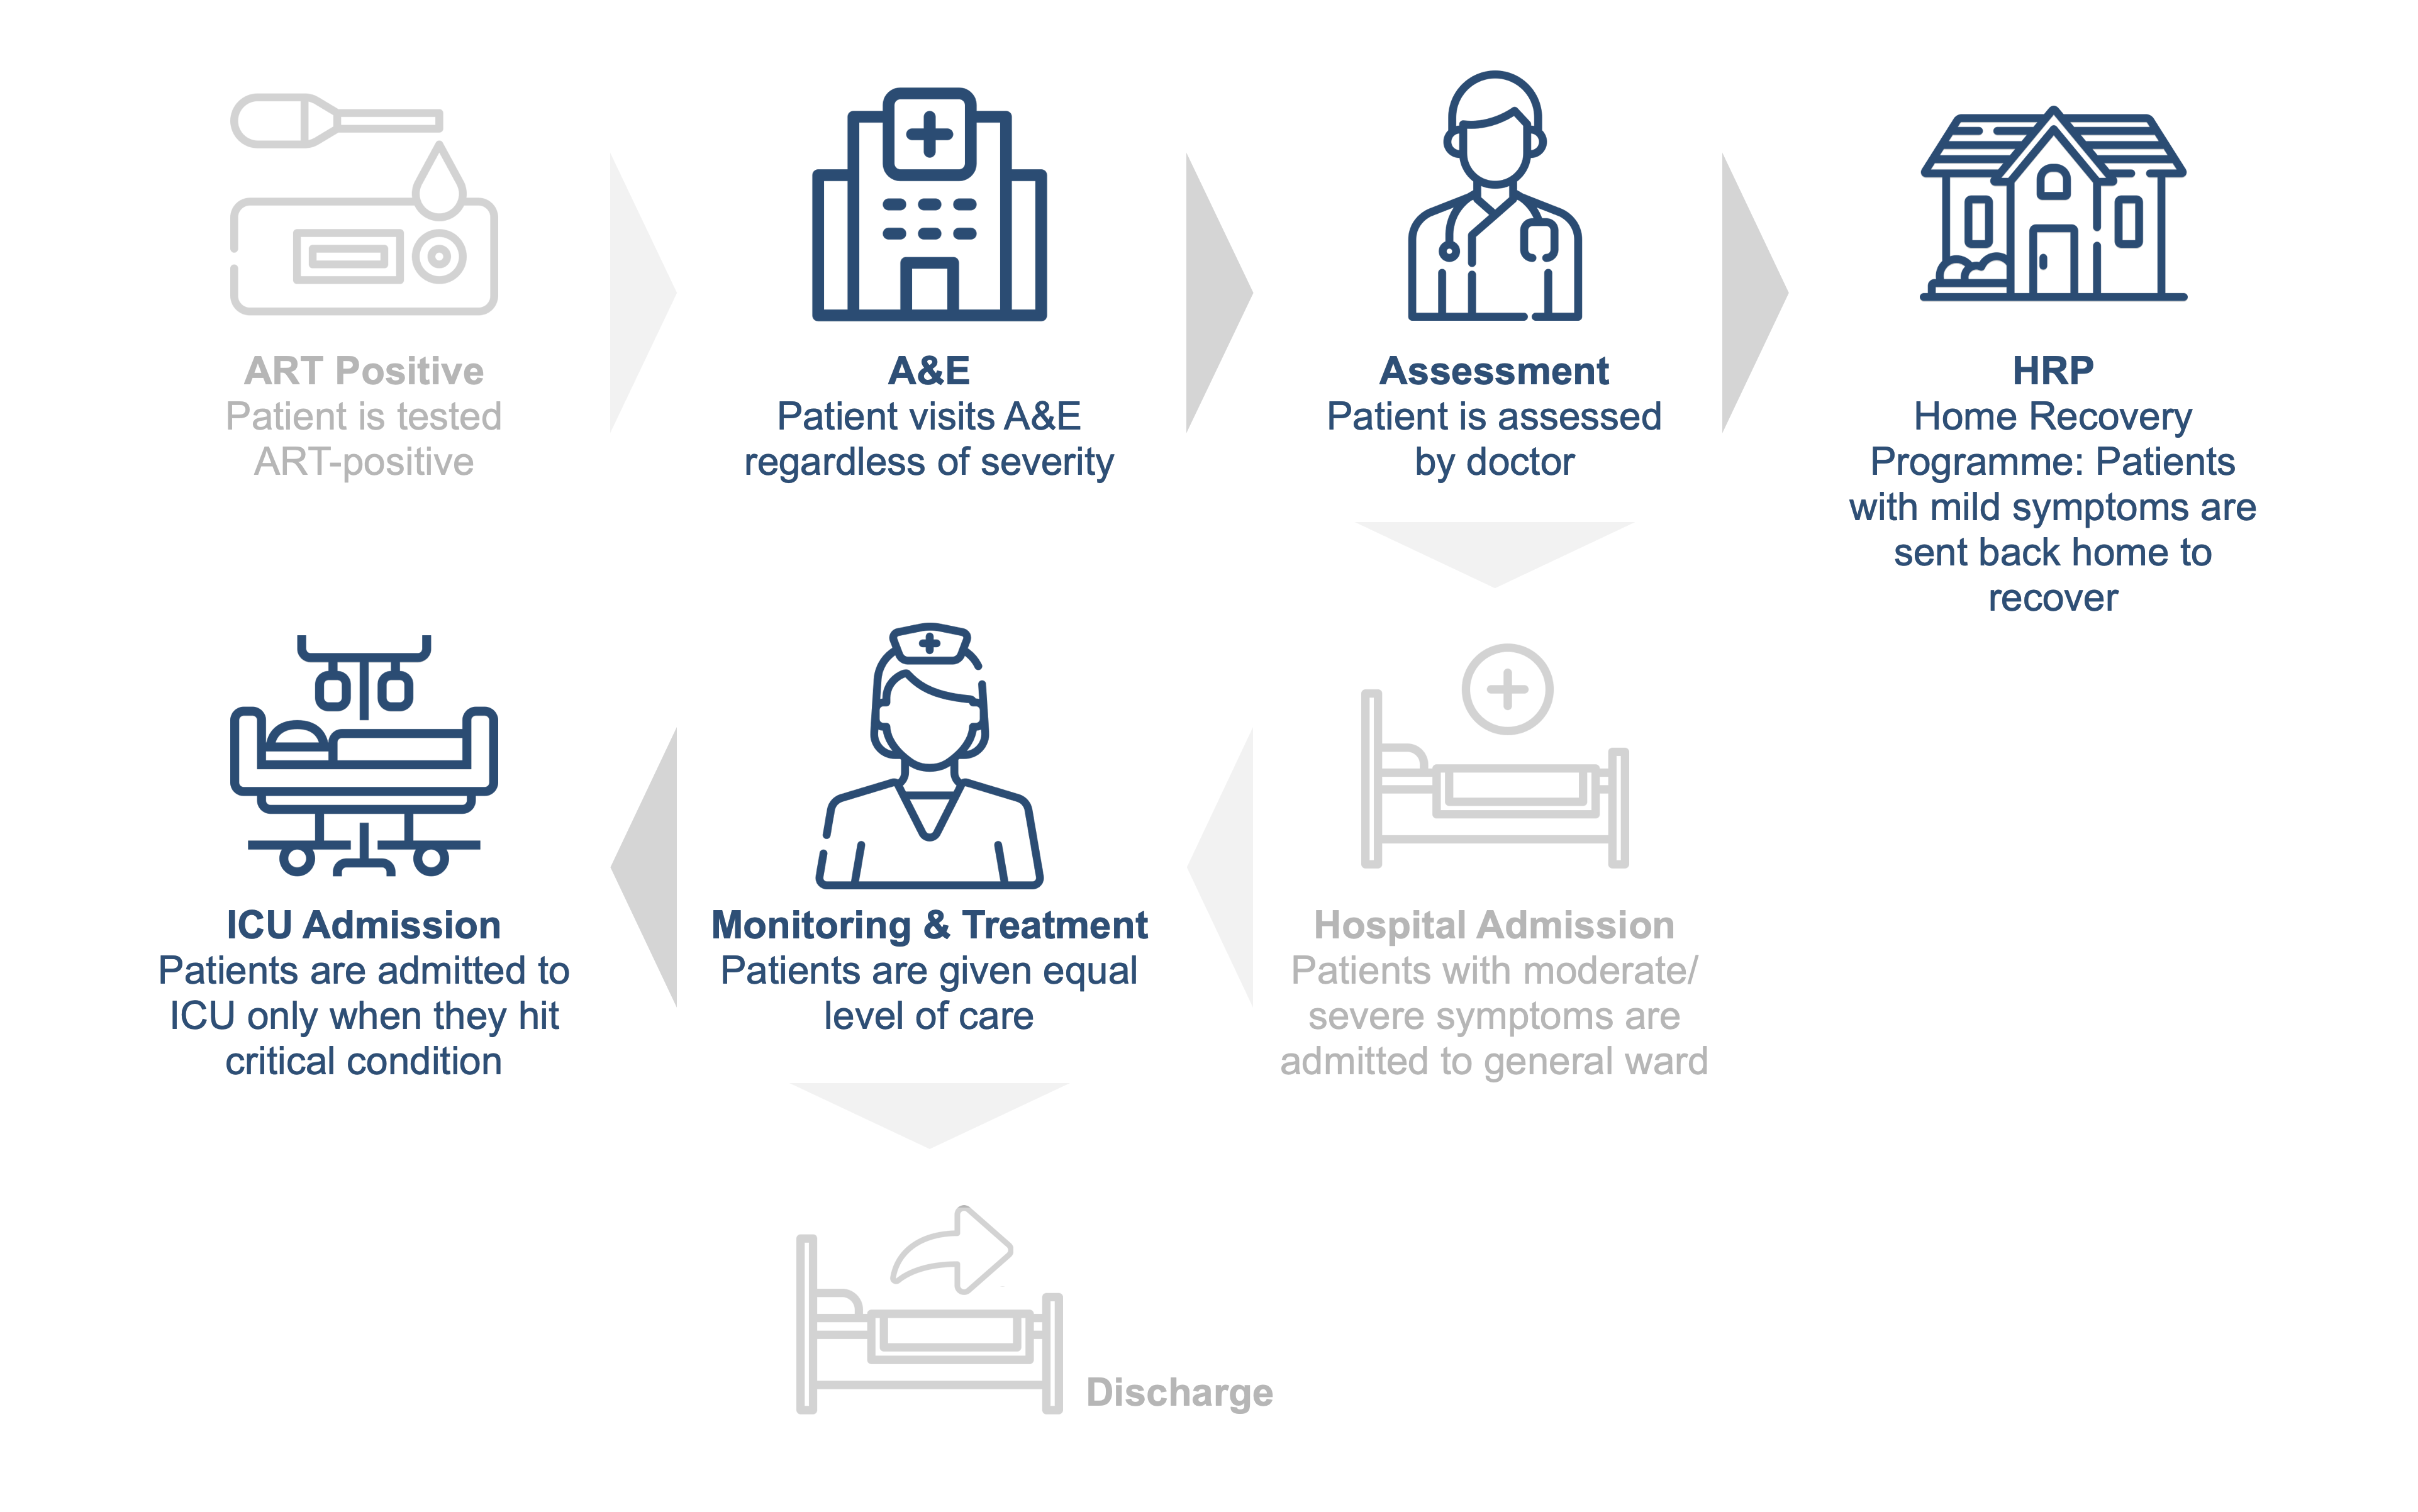 ART Positive
Patient is tested
ART-positive
A&E
Patient visits A&E
regardless of severity
Assessment
Patient is assessed
by doctor
HRP
Home Recovery
Programme: Patients
with mild symptoms are
sent back home to
recover
ICU Admission
Patients are admitted to
ICU only when they hit
critical condition
Monitoring & Treatment
Patients are given equal
level of care
Hospital Admission
Patients with moderate/
severe symptoms are
admitted to general ward
Discharge